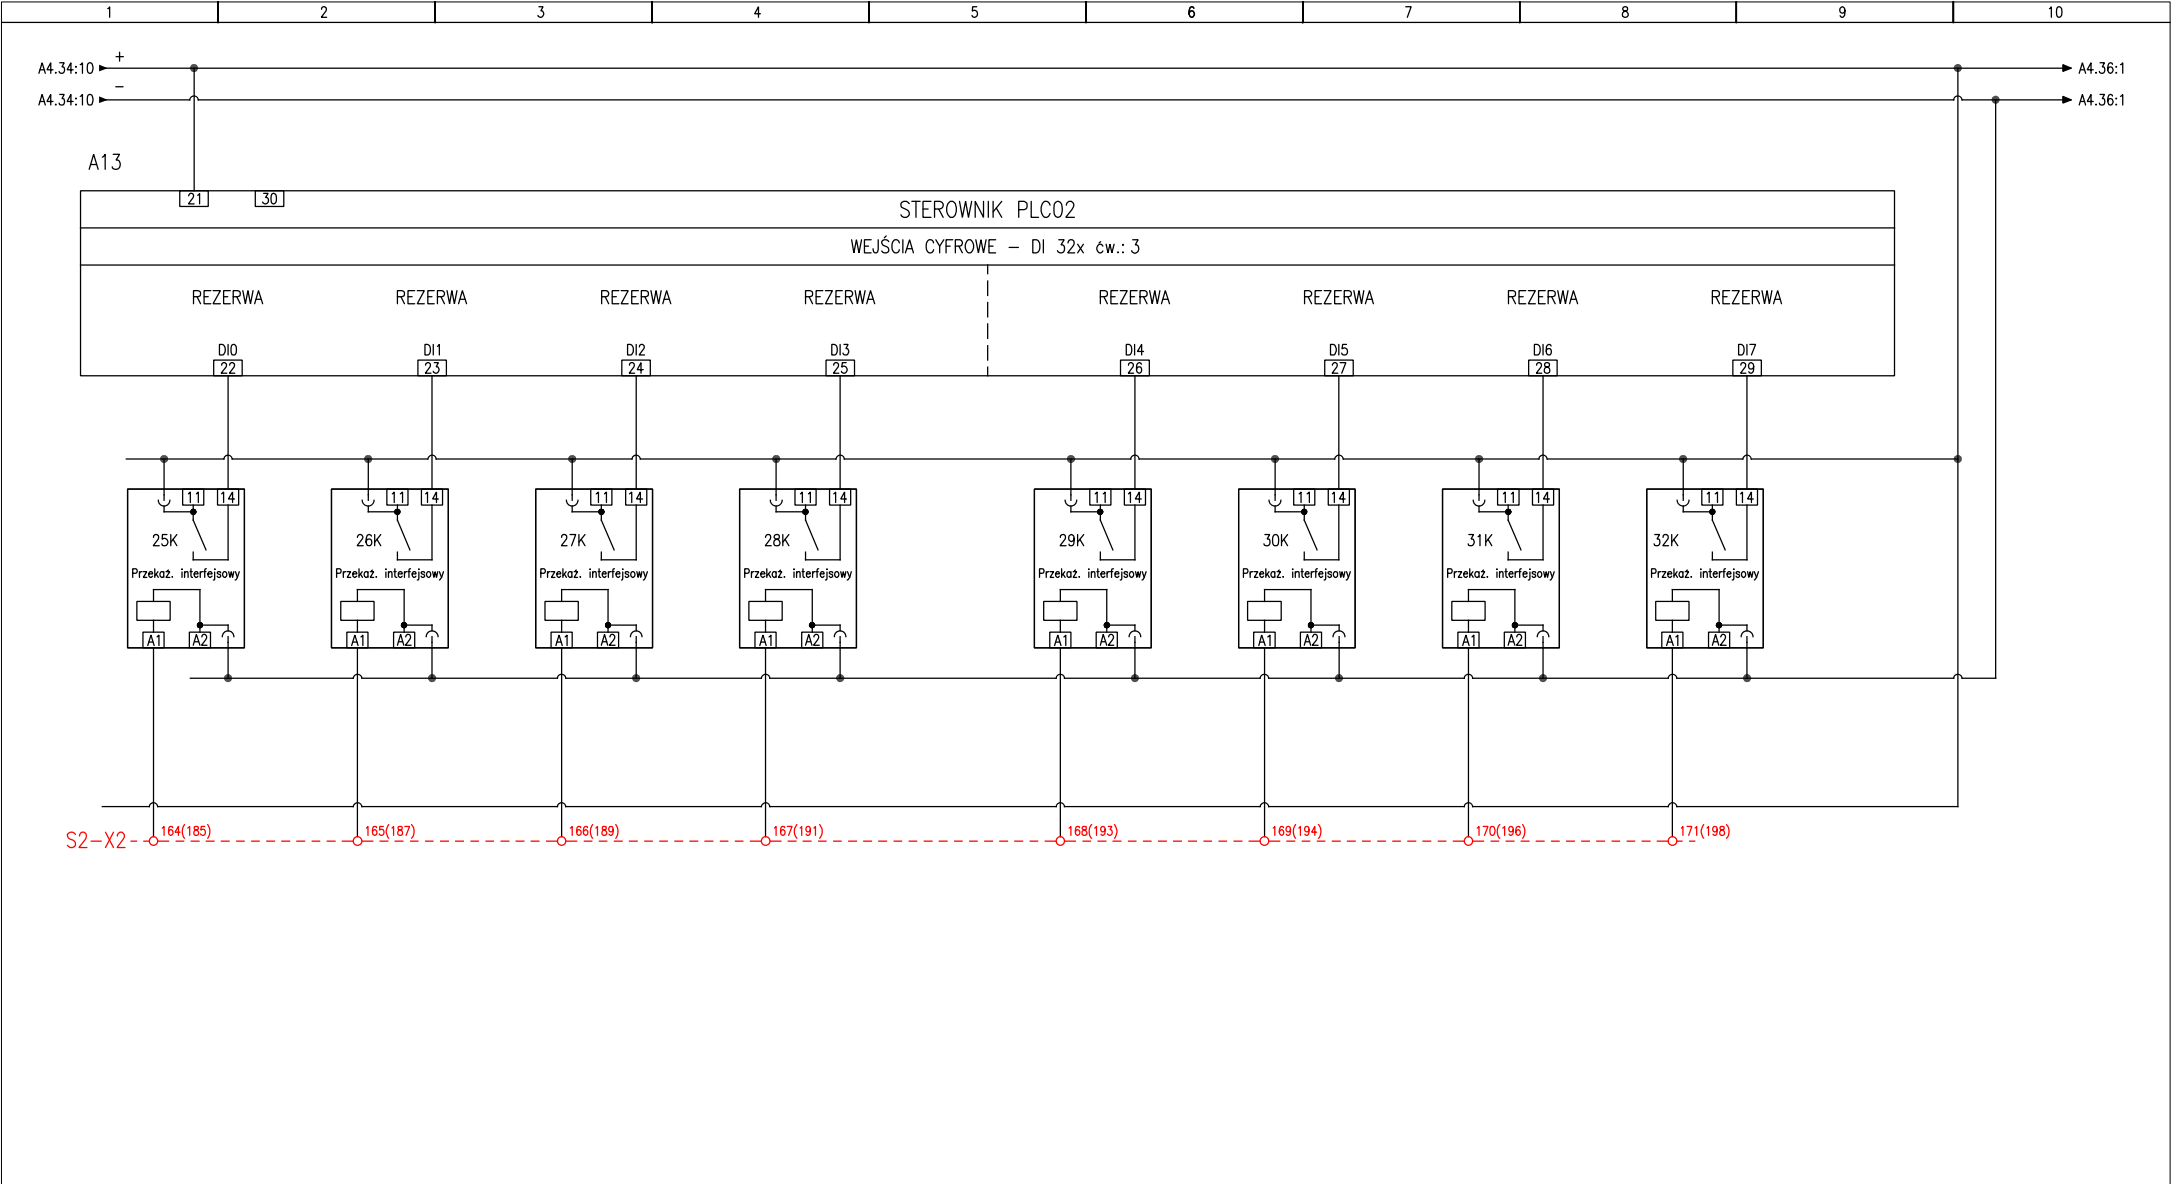 1 2 3 4 5 6 7 8 9 10
+
A4.34:10 A4.36:1
−
A4.34:10 A4.36:1
A13
21 30
STEROWNIK PLC02
WEJŚCIA CYFROWE – DI 32x ćw.: 3
REZERWA REZERWA REZERWA REZERWA REZERWA REZERWA REZERWA REZERWA
DI0 DI1 DI2 DI3 DI4 DI5 DI6 DI7
22 23 24 25 26 27 28 29
11 14 11 14 11 14 11 14 11 14 11 14 11 14 11 14
25K 26K 27K 28K 29K 30K 31K 32K
Przekaź. interfejsowy Przekaź. interfejsowy Przekaź. interfejsowy Przekaź. interfejsowy Przekaź. interfejsowy Przekaź. interfejsowy Przekaź. interfejsowy Przekaź. interfejsowy
A1 A2 A1 A2 A1 A2 A1 A2 A1 A2 A1 A2 A1 A2 A1 A2
164(185) 165(187) 166(189) 167(191) 168(193) 169(194) 170(196) 171(198)
S2-X2